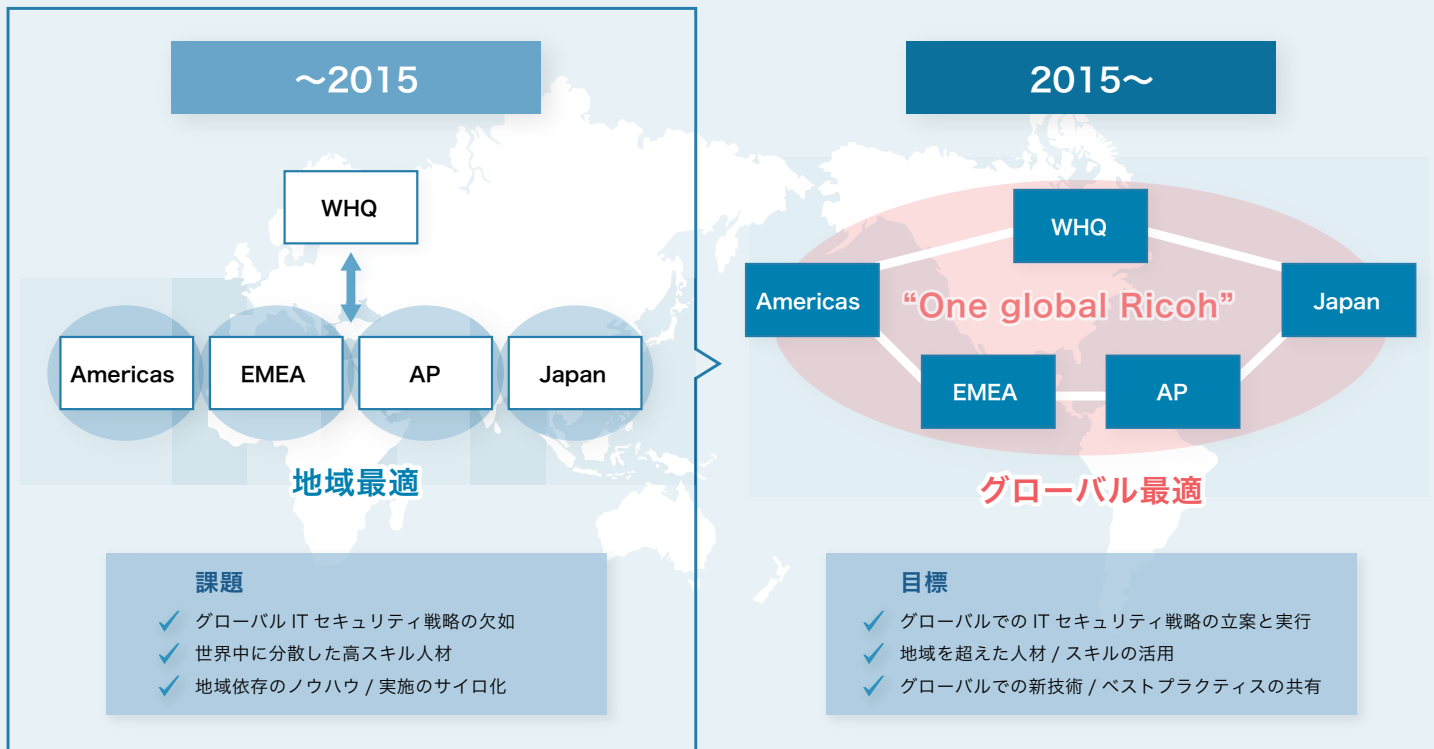 〜2015
WHQ
Americas
EMEA
AP
Japan
地域最適
課題
グローバル IT セキュリティ戦略の欠如
世界中に分散した高スキル人材
地域依存のノウハウ / 実施のサイロ化
2015〜
WHQ
Americas
“One global Ricoh”
Japan
EMEA
AP
グローバル最適
目標
グローバルでの IT セキュリティ戦略の立案と実行
地域を超えた人材 / スキルの活用
グローバルでの新技術 / ベストプラクティスの共有